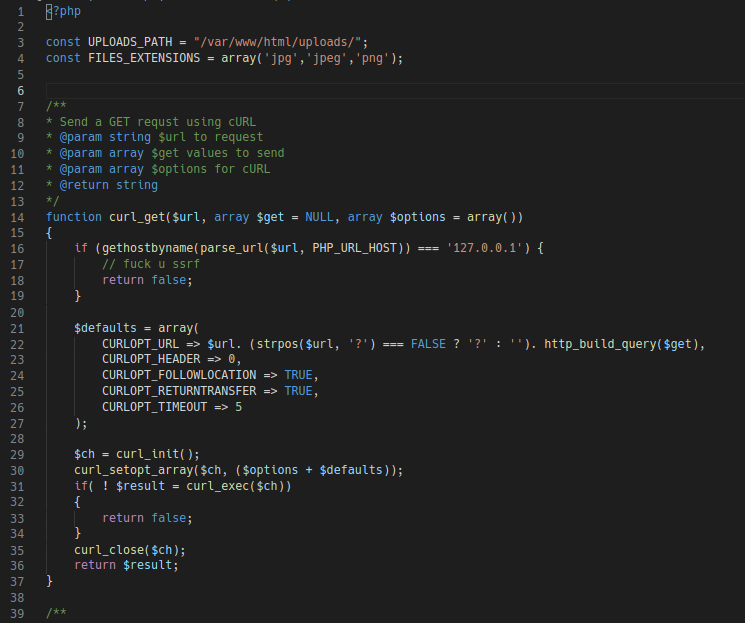 1 <?php
2
3 const UPLOADS_PATH = "/var/www/html/uploads/";
4 const FILES_EXTENSIONS = array('jpg','jpeg','png');
5
6
7 /**
8 * Send a GET requst using cURL
9 * @param string $url to request
10 * @param array $get values to send
11 * @param array $options for cURL
12 * @return string
13 */
14 function curl_get($url, array $get = NULL, array $options = array())
15 {
16 if (gethostbyname(parse_url($url, PHP_URL_HOST)) === '127.0.0.1') {
17 // fuck u ssrf
18 return false;
19 }
20
21 $defaults = array(
22 CURLOPT_URL => $url. (strpos($url, '?') === FALSE ? '?' : ''). http_build_query($get),
23 CURLOPT_HEADER => 0,
24 CURLOPT_FOLLOWLOCATION => TRUE,
25 CURLOPT_RETURNTRANSFER => TRUE,
26 CURLOPT_TIMEOUT => 5
27 );
28
29 $ch = curl_init();
30 curl_setopt_array($ch, ($options + $defaults));
31 if( ! $result = curl_exec($ch))
32 {
33 return false;
34 }
35 curl_close($ch);
36 return $result;
37 }
38
39 /**